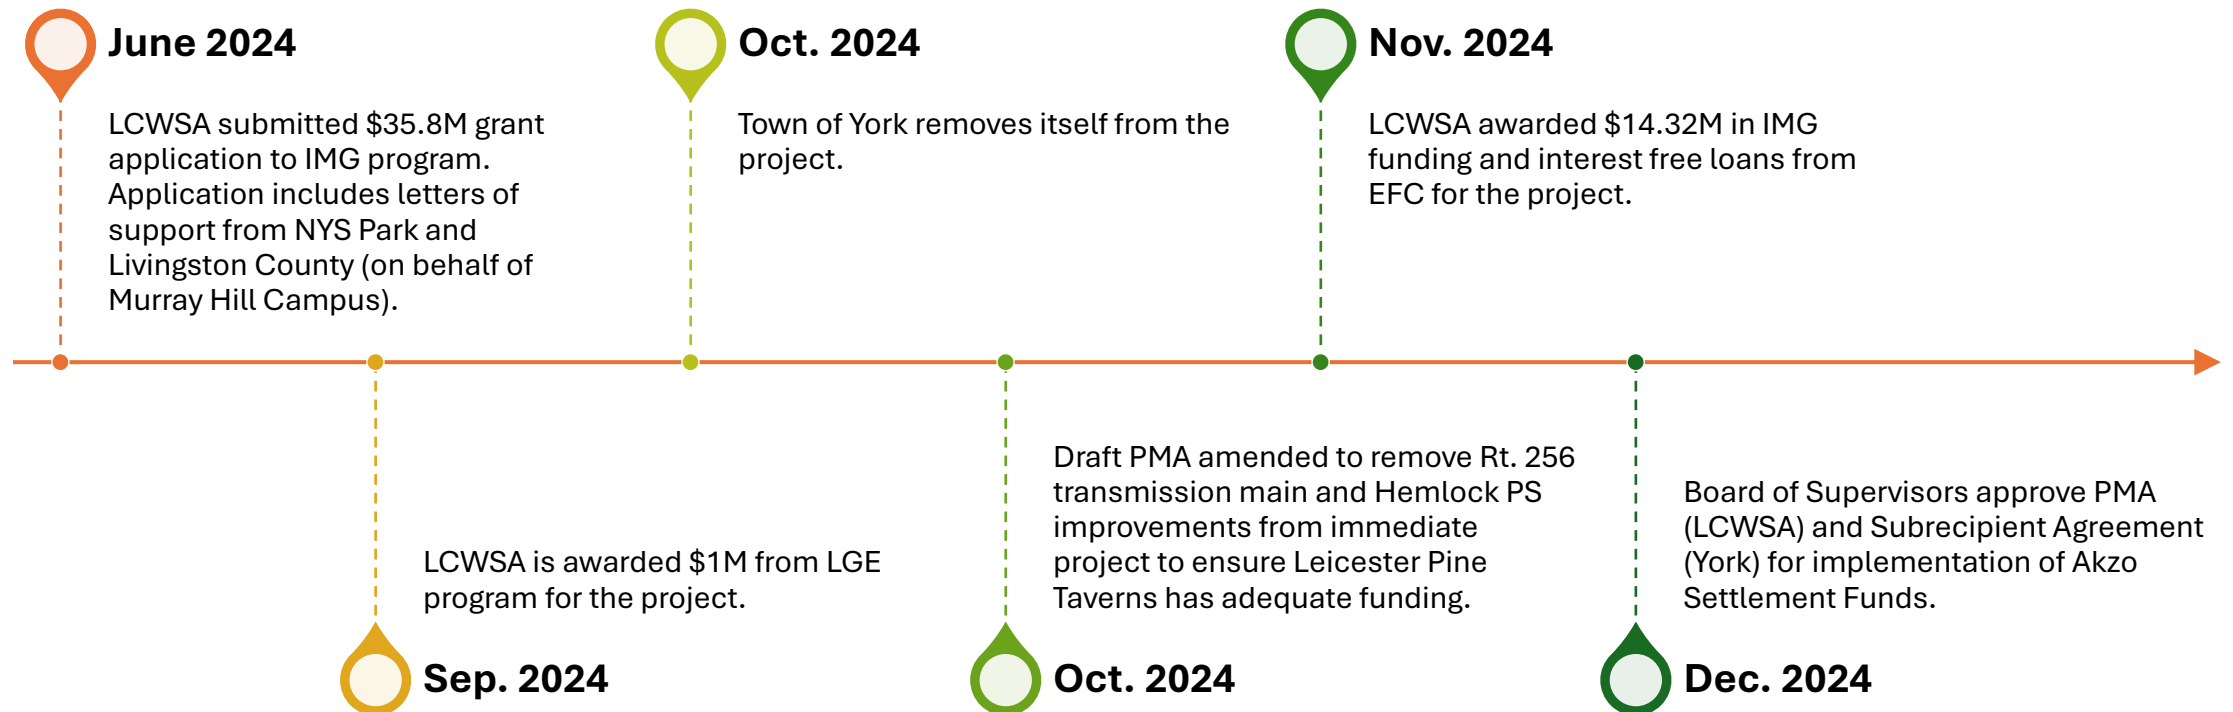 June 2024
LCWSA submitted $35.8M grant
application to IMG program.
Application includes letters of
support from NYS Park and
Livingston County (on behalf of
Murray Hill Campus).
Sep. 2024
LCWSA is awarded $1M from LGE
program for the project.
Oct. 2024
Town of York removes itself from the
project.
Oct. 2024
Draft PMA amended to remove Rt. 256
transmission main and Hemlock PS
improvements from immediate
project to ensure Leicester Pine
Taverns has adequate funding.
Nov. 2024
LCWSA awarded $14.32M in IMG
funding and interest free loans from
EFC for the project.
Dec. 2024
Board of Supervisors approve PMA
(LCWSA) and Subrecipient Agreement
(York) for implementation of Akzo
Settlement Funds.